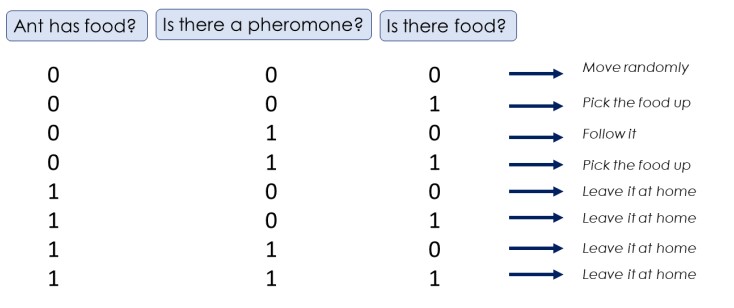 Ant has food? Is there a pheromone? Is there food?
0 0 0 Move randomly
0 0 1 Pick the food up
0 1 0 Follow it
0 1 1 Pick the food up
1 0 0 Leave it at home
1 0 1 Leave it at home
1 1 0 Leave it at home
1 1 1 Leave it at home